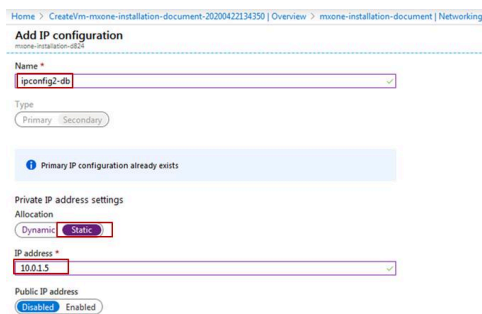 Home > CreateVm-mxone-installation-document-20200422134350 | Overview > mxone-installation-document | Networking
Add IP configuration
mxone-installation-d824
Name *
ipconfig2-db
Type
Primary Secondary
Primary IP configuration already exists
Private IP address settings
Allocation
Dynamic Static
IP address *
10.0.1.5
Public IP address
Disabled Enabled